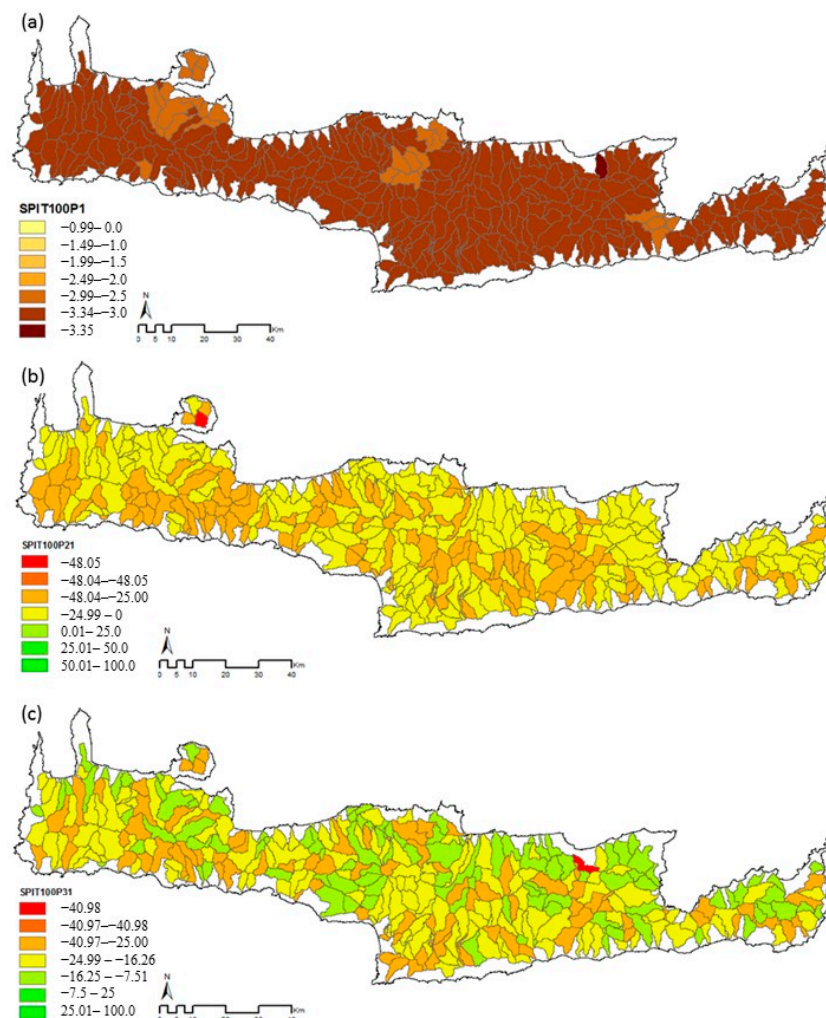 (a)
SPIT100P1
−0.99–0.0
−1.49–−1.0
−1.99–−1.5
−2.49–−2.0
−2.99–−2.5
−3.34–−3.0
−3.35
N
0 5 10 20 30 40 Km
(b)
SPIT100P21
−48.05
−48.04–−48.05
−48.04–−25.00
−24.99 – 0
0.01– 25.0
25.01– 50.0
50.01– 100.0
N
0 5 10 20 30 40 Km
(c)
SPIT100P31
−40.98
−40.97–−40.98
−40.97–−25.00
−24.99 – −16.26
−16.25 – −7.51
−7.5 – 25
25.01– 100.0
N
Km